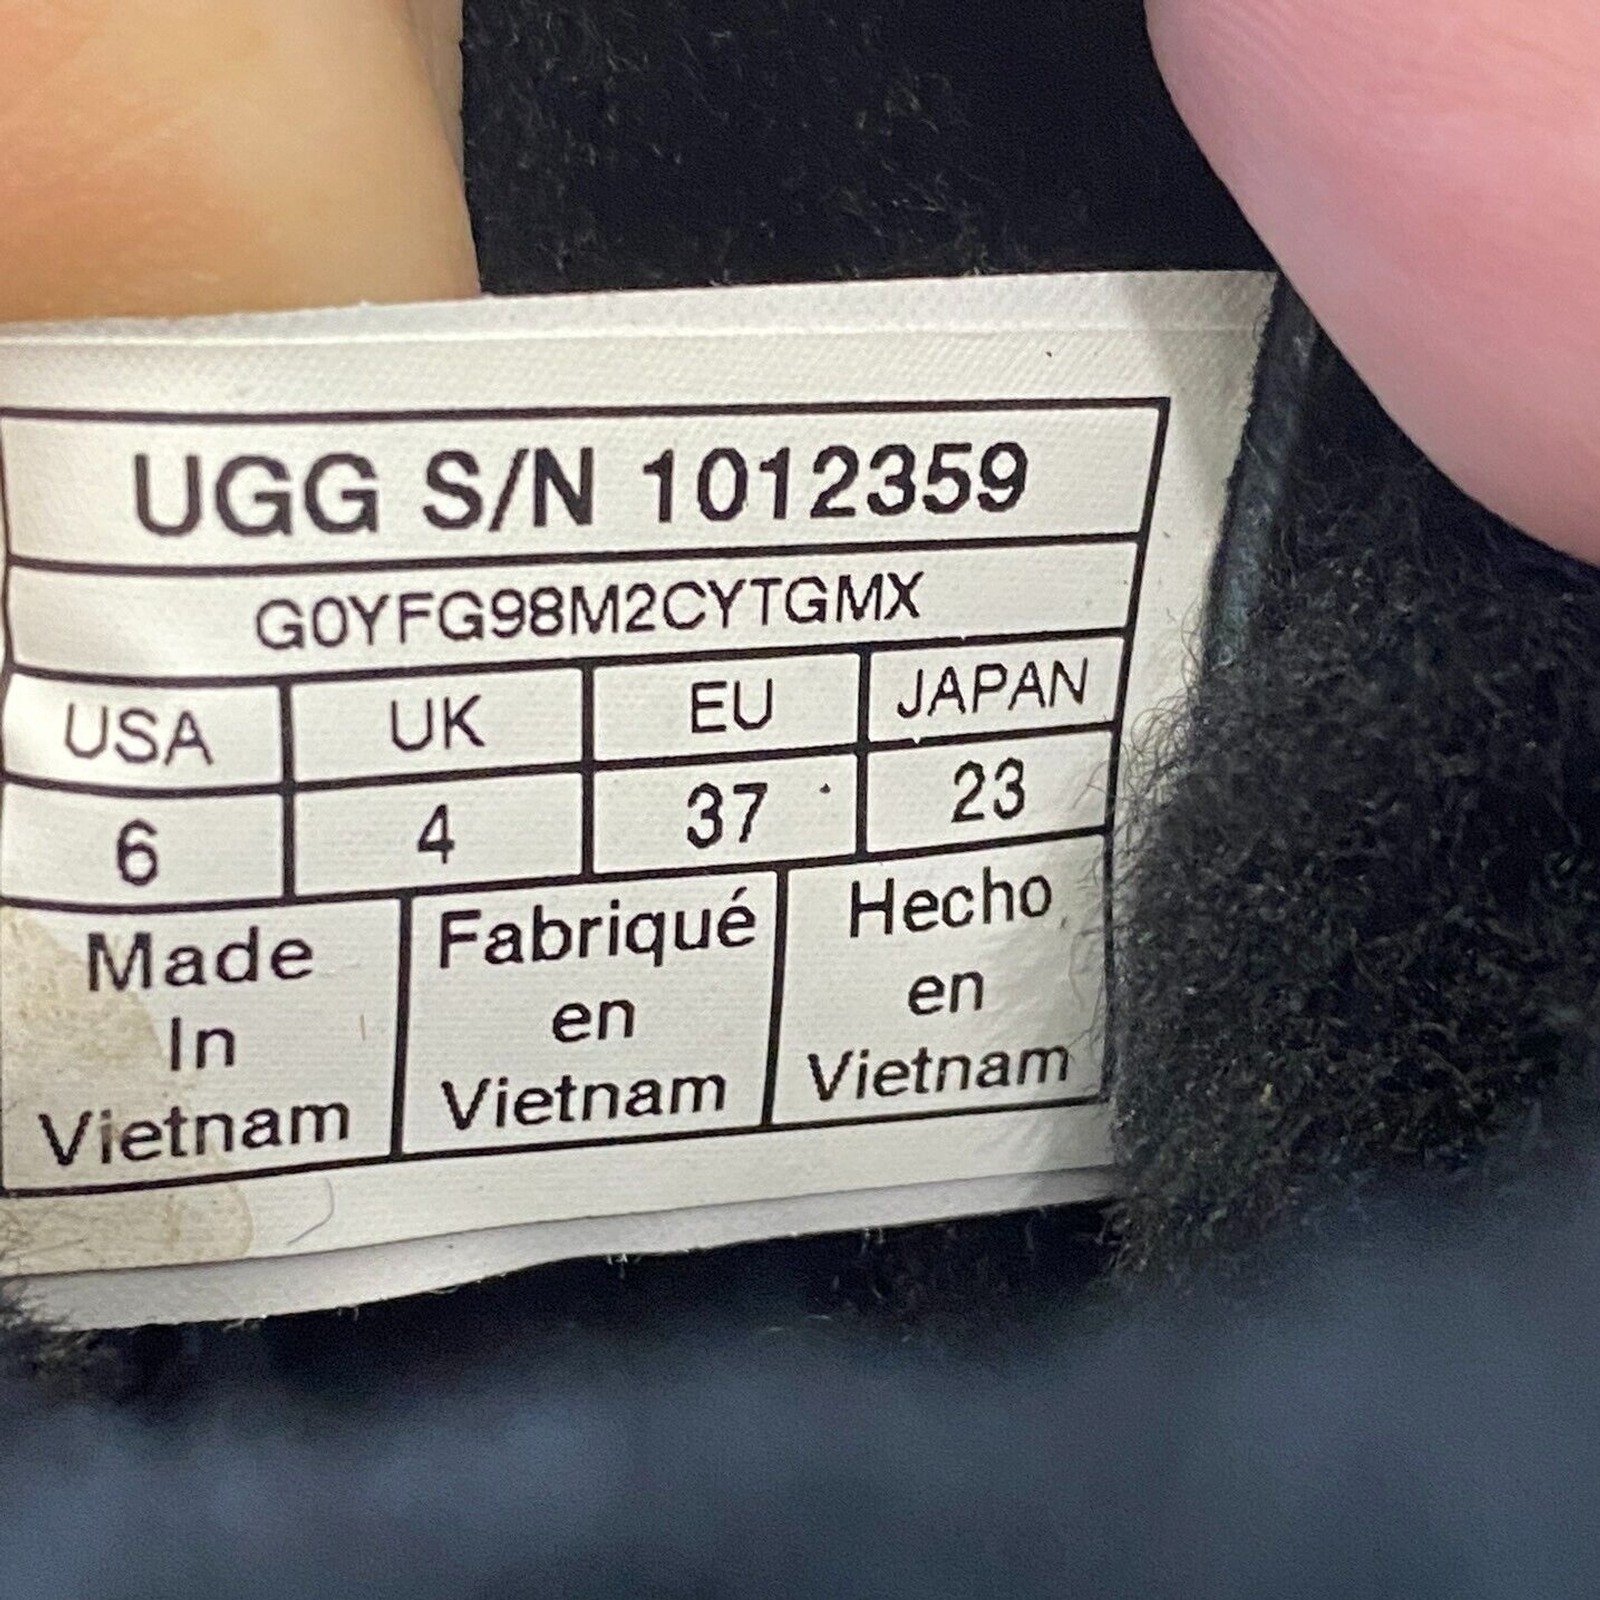 UGG S/N 1012359
G0YFG98M2CYTGMX
USA UK EU JAPAN
6 4 37 23
Made
In
Vietnam
Fabriqué
en
Vietnam
Hecho
en
Vietnam